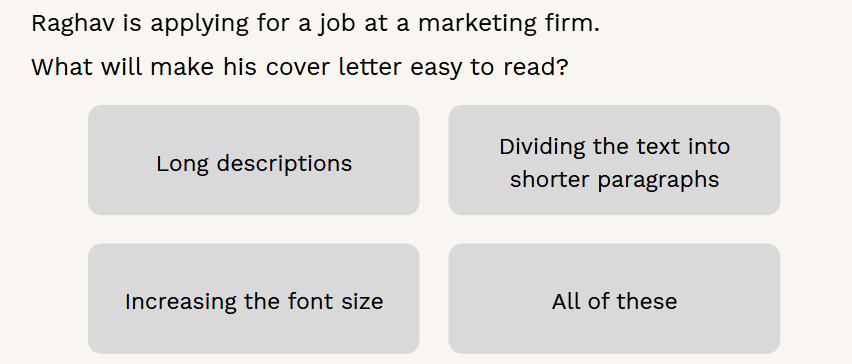 Raghav is applying for a job at a marketing firm.
What will make his cover letter easy to read?
Long descriptions
Dividing the text into
shorter paragraphs
Increasing the font size
All of these